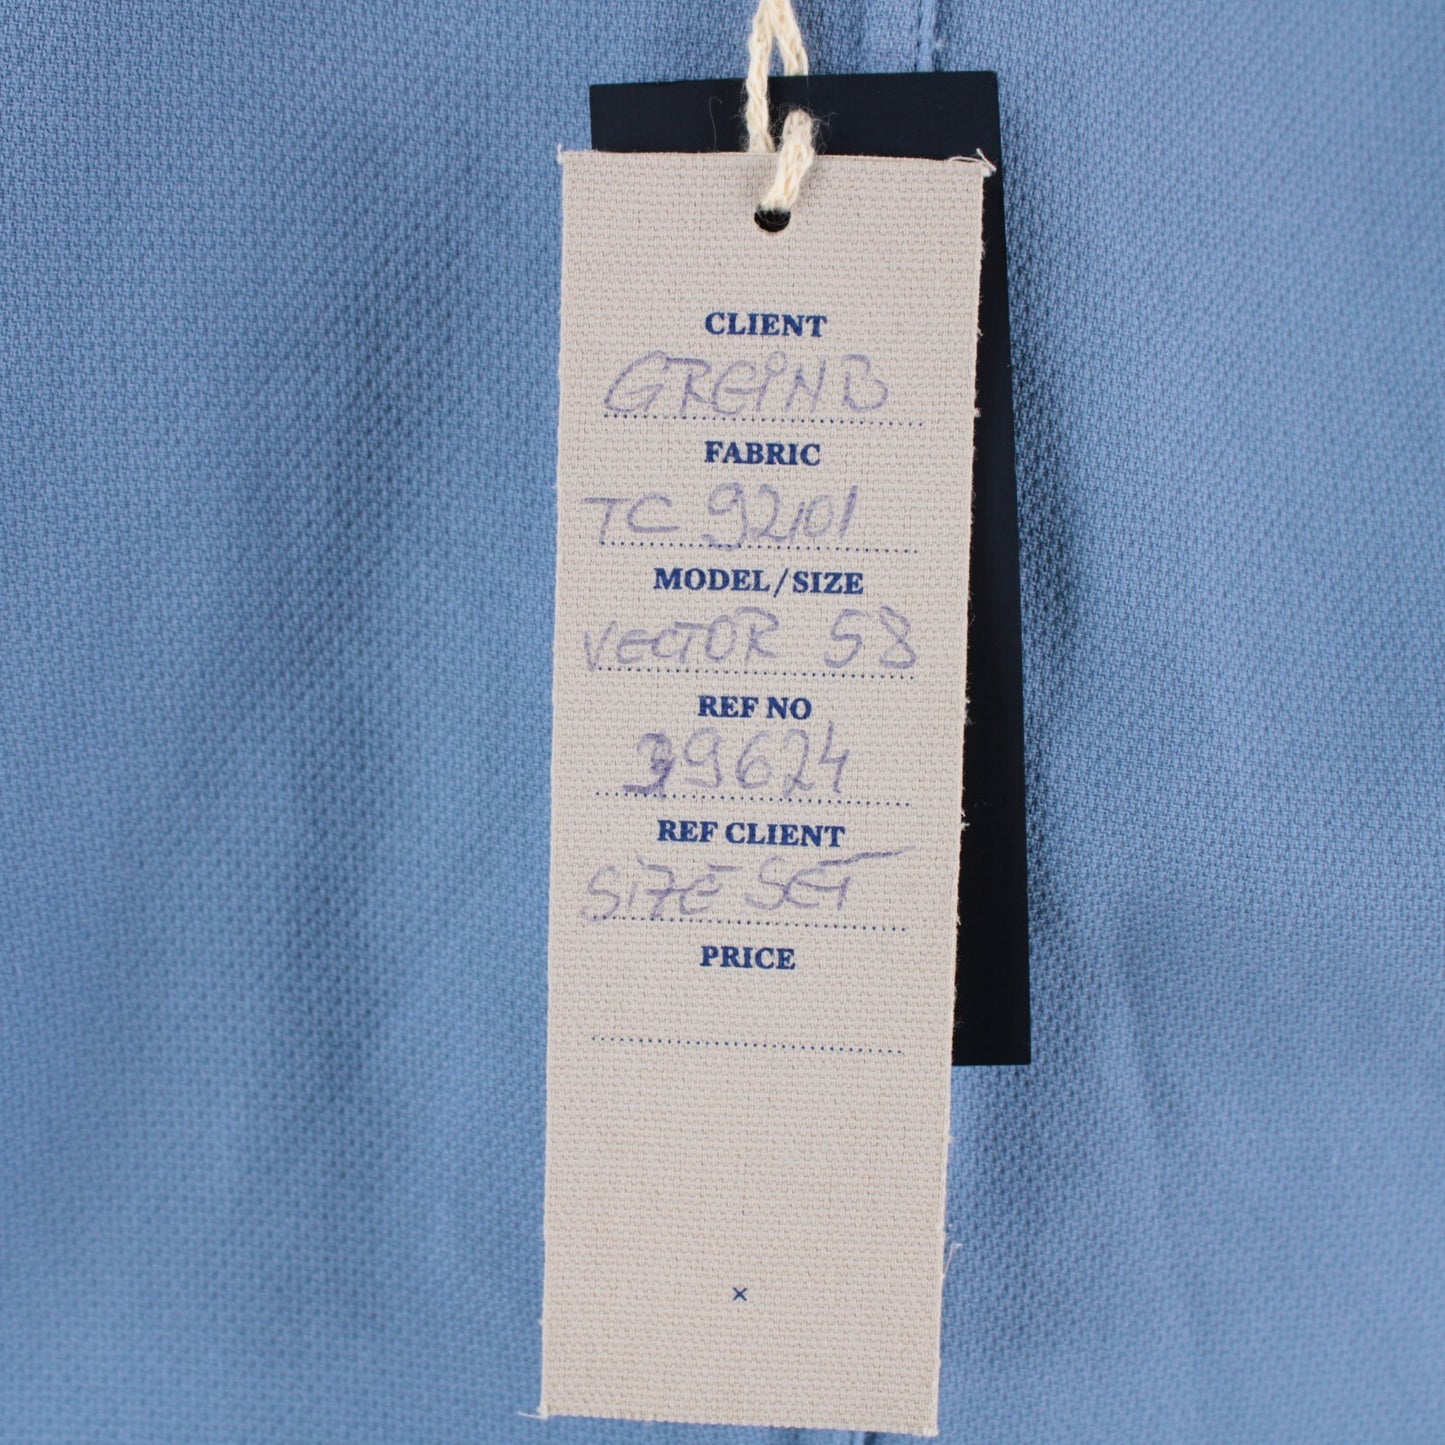 CLIENT
GREINB
FABRIC
TC 92101
MODEL/SIZE
VECTOR 58
REF NO
39624
REF CLIENT
SIZE SET
PRICE
×